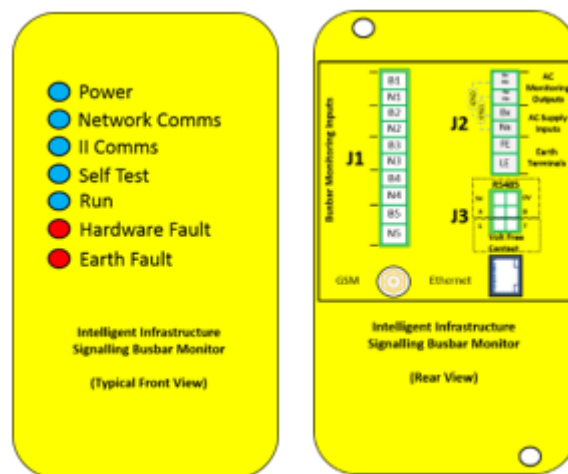 Power
Network Comms
II Comms
Self Test
Run
Hardware Fault
Earth Fault
Intelligent Infrastructure
Signalling Busbar Monitor
(Typical Front View)
Busbar Monitoring Inputs
J1
B1
N1
B2
N2
B3
N3
B4
N4
B5
N5
J2
Bx
Nx
FE
LE
AC
Monitoring
Outputs
AC Supply
Inputs
Earth
Terminals
RS485
J3
Volt Free
Contact
GSM
Ethernet
Intelligent Infrastructure
Signalling Busbar Monitor
(Rear View)